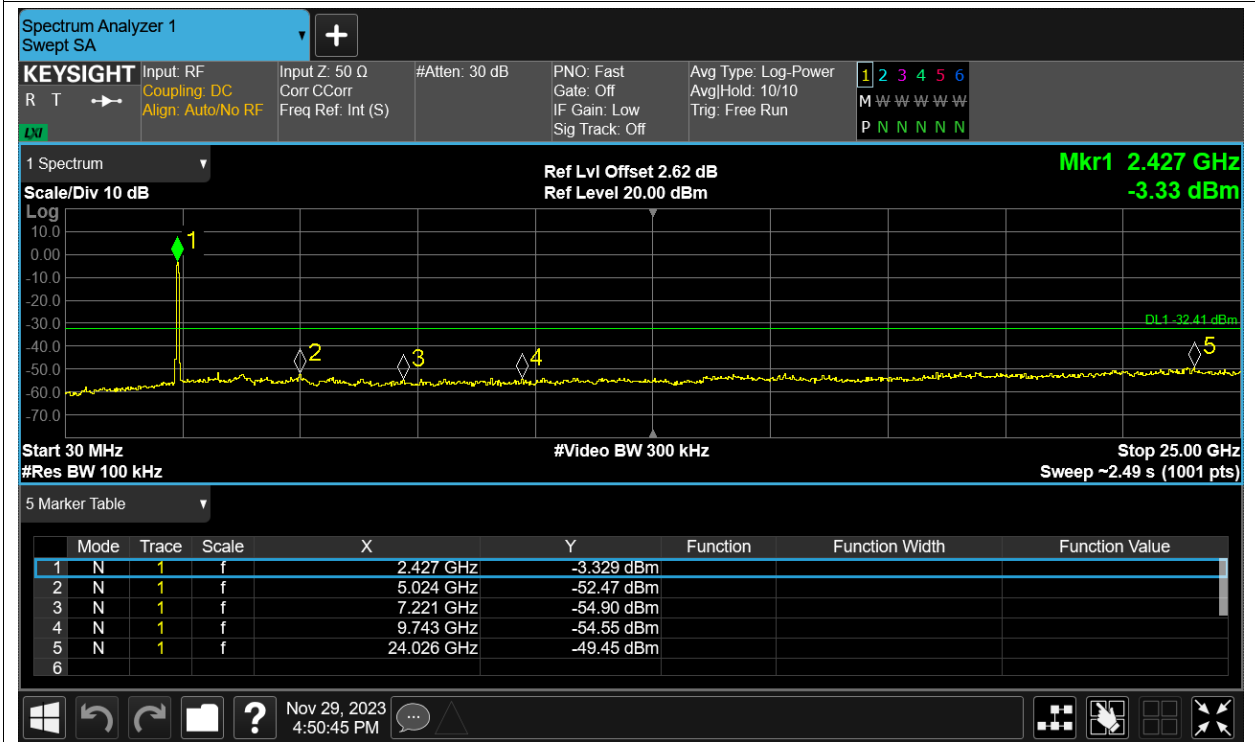 Spectrum Analyzer 1
Swept SA
+
KEYSIGHT
R T
LXI
Input: RF
Coupling: DC
Align: Auto/No RF
Input Z: 50 Ω
Corr CCorr
Freq Ref: Int (S)
#Atten: 30 dB
PNO: Fast
Gate: Off
IF Gain: Low
Sig Track: Off
Avg Type: Log-Power
Avg|Hold: 10/10
Trig: Free Run
1 2 3 4 5 6
M W W W W W
P N N N N N
1 Spectrum
Scale/Div 10 dB
Ref Lvl Offset 2.62 dB
Ref Level 20.00 dBm
Mkr1 2.427 GHz
-3.33 dBm
Log
10.0
0.00
-10.0
-20.0
-30.0
-40.0
-50.0
-60.0
-70.0
1
2
3
4
5
DL1 -32.41 dBm
Start 30 MHz
#Res BW 100 kHz
#Video BW 300 kHz
Stop 25.00 GHz
Sweep ~2.49 s (1001 pts)
5 Marker Table
Mode Trace Scale X Y Function Function Width Function Value
1 N 1 f 2.427 GHz -3.329 dBm
2 N 1 f 5.024 GHz -52.47 dBm
3 N 1 f 7.221 GHz -54.90 dBm
4 N 1 f 9.743 GHz -54.55 dBm
5 N 1 f 24.026 GHz -49.45 dBm
6
?
Nov 29, 2023
4:50:45 PM